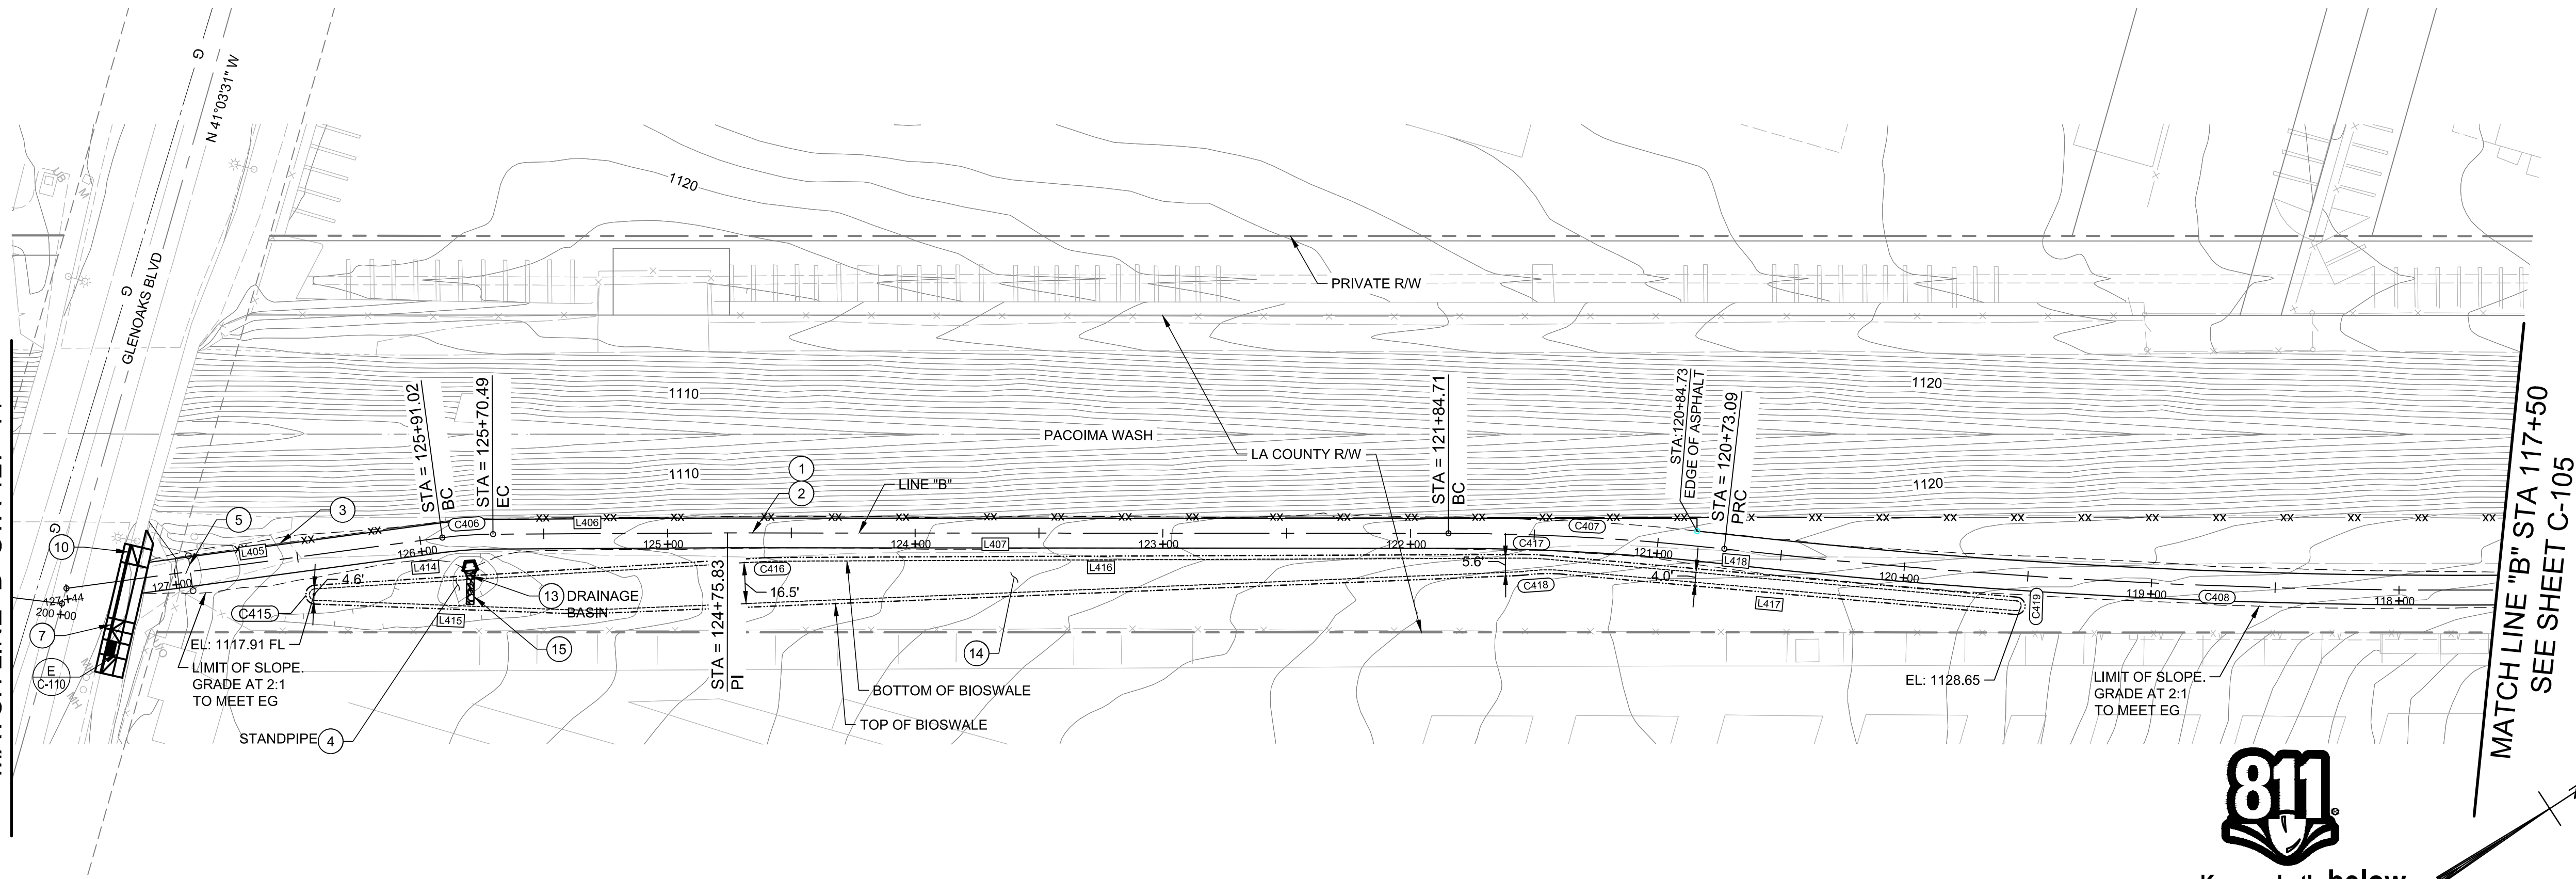 G
N 41°03'31" W
G
G
GLENOAKS BLVD
1120
PRIVATE R/W
1110
PACOIMA WASH
1110
LA COUNTY R/W
1120
1120
STA = 125+91.02
BC
STA = 125+70.49
EC
1
2
LINE "B"
STA = 121+84.71
BC
STA:120+84.73
EDGE OF ASPHALT
STA = 120+73.09
PRC
MATCH LINE "B" STA 117+50
SEE SHEET C-105
G
10
5
3
L405
C406
L406
L407
C407
C417
127+00
126+00
125+00
124+00
123+00
122+00
121+00
120+00
119+00
118+00
L414
C416
L416
5.6'
C418
4.0'
L418
L417
C419
C408
127+44
200+00
7
E
C-110
4.6'
C415
L415
13
DRAINAGE
BASIN
15
16.5'
STA = 124+75.83
PI
14
EL: 1117.91 FL
LIMIT OF SLOPE.
GRADE AT 2:1
TO MEET EG
STANDPIPE
4
BOTTOM OF BIOSWALE
TOP OF BIOSWALE
EL: 1128.65
LIMIT OF SLOPE.
GRADE AT 2:1
TO MEET EG
MH
811